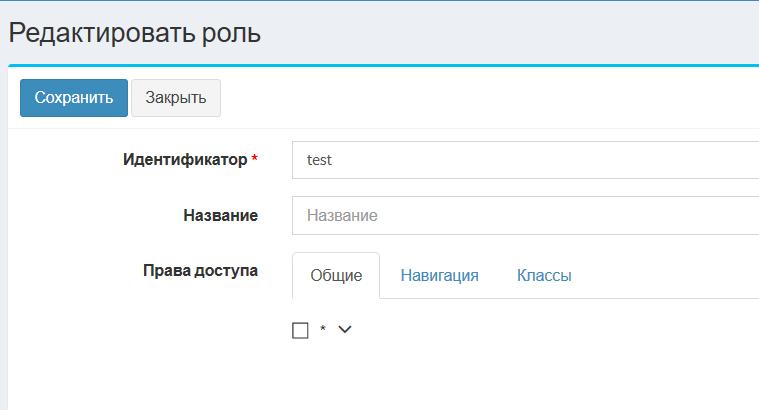 Редактировать роль
Сохранить Закрыть
Идентификатор * test
Название Название
Права доступа Общие Навигация Классы
*